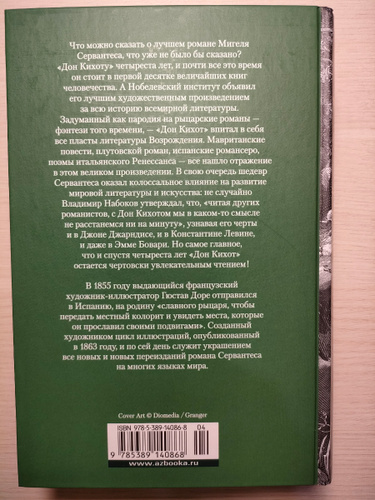 Что можно сказать о лучшем романе Мигеля
Сервантеса, что уже не было бы сказано?
«Дон Кихоту» четыреста лет, и почти все это время
он стоит в первой десятке величайших книг
человечества. А Нобелевский институт объявил
его лучшим художественным произведением
за всю историю всемирной литературы.
Задуманный как пародия на рыцарские романы —
фэнтези того времени, — «Дон Кихот» впитал в себя
все пласты литературы Возрождения. Мавританские
повести, плутовской роман, испанские романсеро,
поэмы итальянского Ренессанса — все нашло отражение
в этом великом произведении. В свою очередь шедевр
Сервантеса оказал колоссальное влияние на развитие
мировой литературы и искусства; не случайно
Владимир Набоков утверждал, что, «читая других
романистов, с Дон Кихотом мы в каком-то смысле
не расстаемся ни на минуту», узнавая его черты
и в Джоне Джарндисе, и в Константине Левине,
и даже в Эмме Бовари. Но самое главное,
что и спустя четыреста лет «Дон Кихот»
остается чертовски увлекательным чтением!
В 1855 году выдающийся французский
художник-иллюстратор Гюстав Доре отправился
в Испанию, на родину «славного рыцаря, чтобы
передать местный колорит и увидеть места, которые
он прославил своими подвигами». Созданный
художником цикл иллюстраций, опубликованный
в 1863 году, и по сей день служит украшением
все новых и новых переизданий романа Сервантеса
на многих языках мира.
Cover Art © Diomedia / Granger
ISBN 978-5-389-14086-8 04
9 785389 140868
www.azbooka.ru